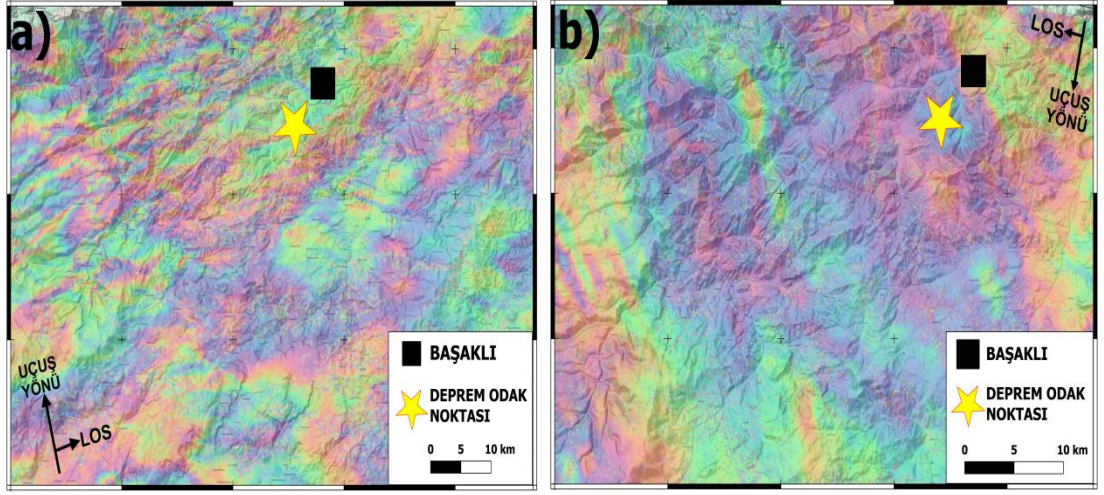 a)
UÇUŞ
YÖNÜ
LOS
BAŞAKLI
DEPREM ODAK
NOKTASI
0 5 10 km
b)
LOS
UÇUŞ
YÖNÜ
BAŞAKLI
DEPREM ODAK
NOKTASI
0 5 10 km